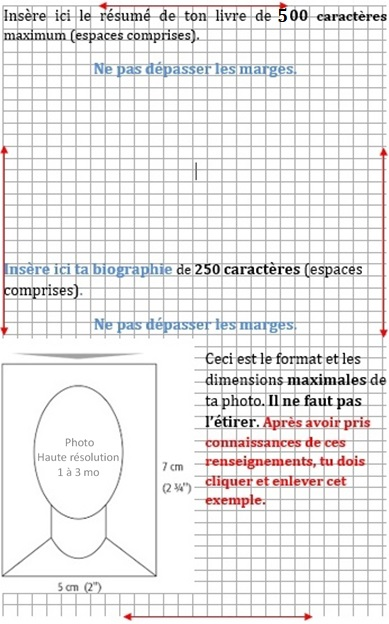 Insère ici le résumé de ton livre de 500 caractères
maximum (espaces comprises).
Ne pas dépasser les marges.
Insère ici ta biographie de 250 caractères (espaces
comprises).
Ne pas dépasser les marges.
Ceci est le format et les
dimensions maximales de
ta photo. Il ne faut pas
l'étirer. Après avoir pris
connaissances de ces
renseignements, tu dois
cliquer et enlever cet
exemple.
Photo
Haute résolution
1 à 3 mo
7 cm
(2 ¾")
5 cm (2")